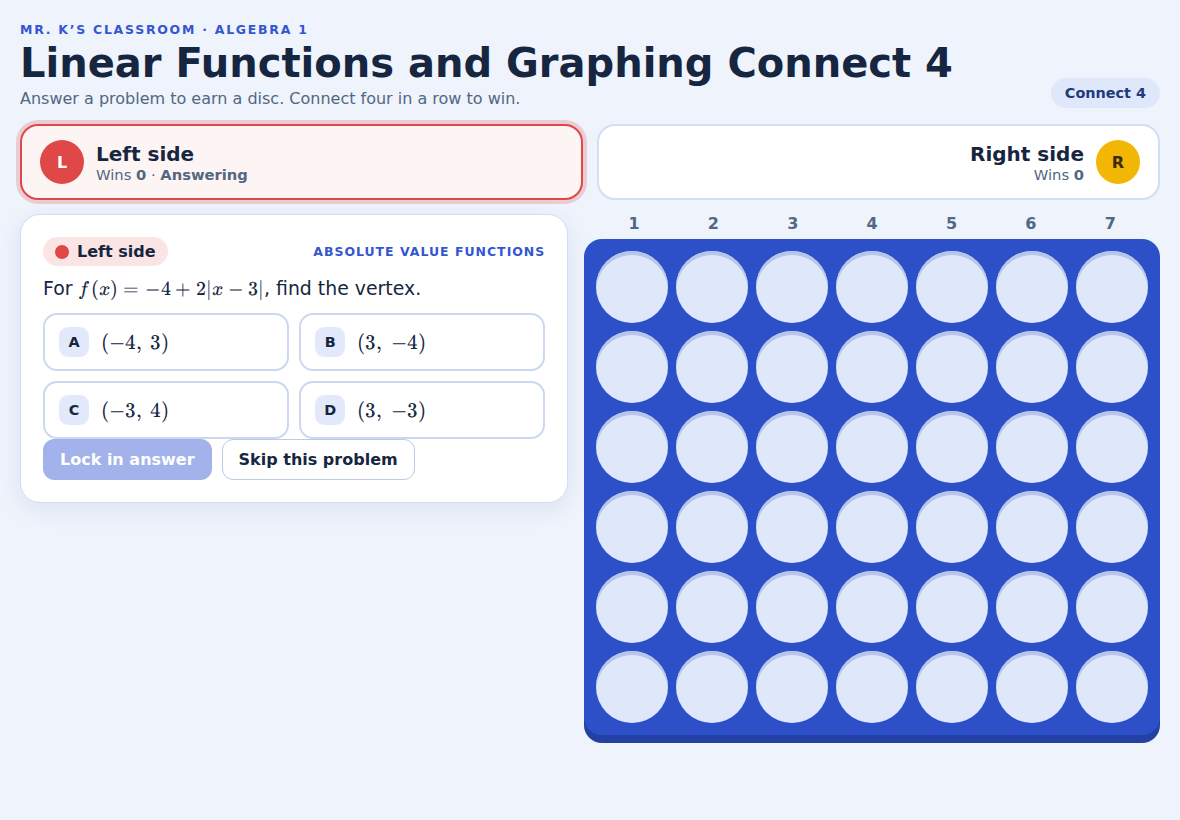 MR. K’S CLASSROOM · ALGEBRA 1
Linear Functions and Graphing Connect 4
Answer a problem to earn a disc. Connect four in a row to win.
Connect 4
L
Left side
Wins 0 · Answering
Right side
Wins 0
R
Left side
ABSOLUTE VALUE FUNCTIONS
For f(x) = −4 + 2|x − 3|, find the vertex.
A (−4, 3)
B (3, −4)
C (−3, 4)
D (3, −3)
Lock in answer
Skip this problem
1 2 3 4 5 6 7